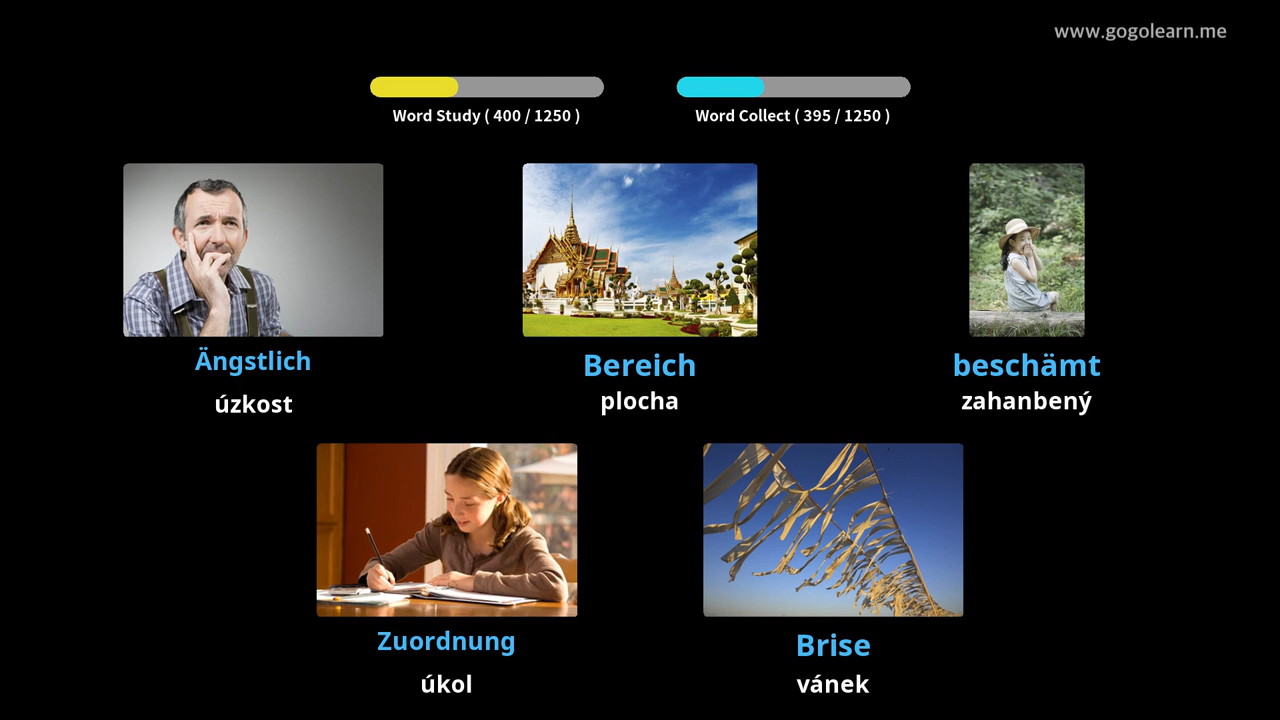 www.gogolearn.me
Word Study ( 400 / 1250 )
Word Collect ( 395 / 1250 )
Ängstlich
úzkost
Bereich
plocha
beschämt
zahanbený
Zuordnung
úkol
Brise
vánek